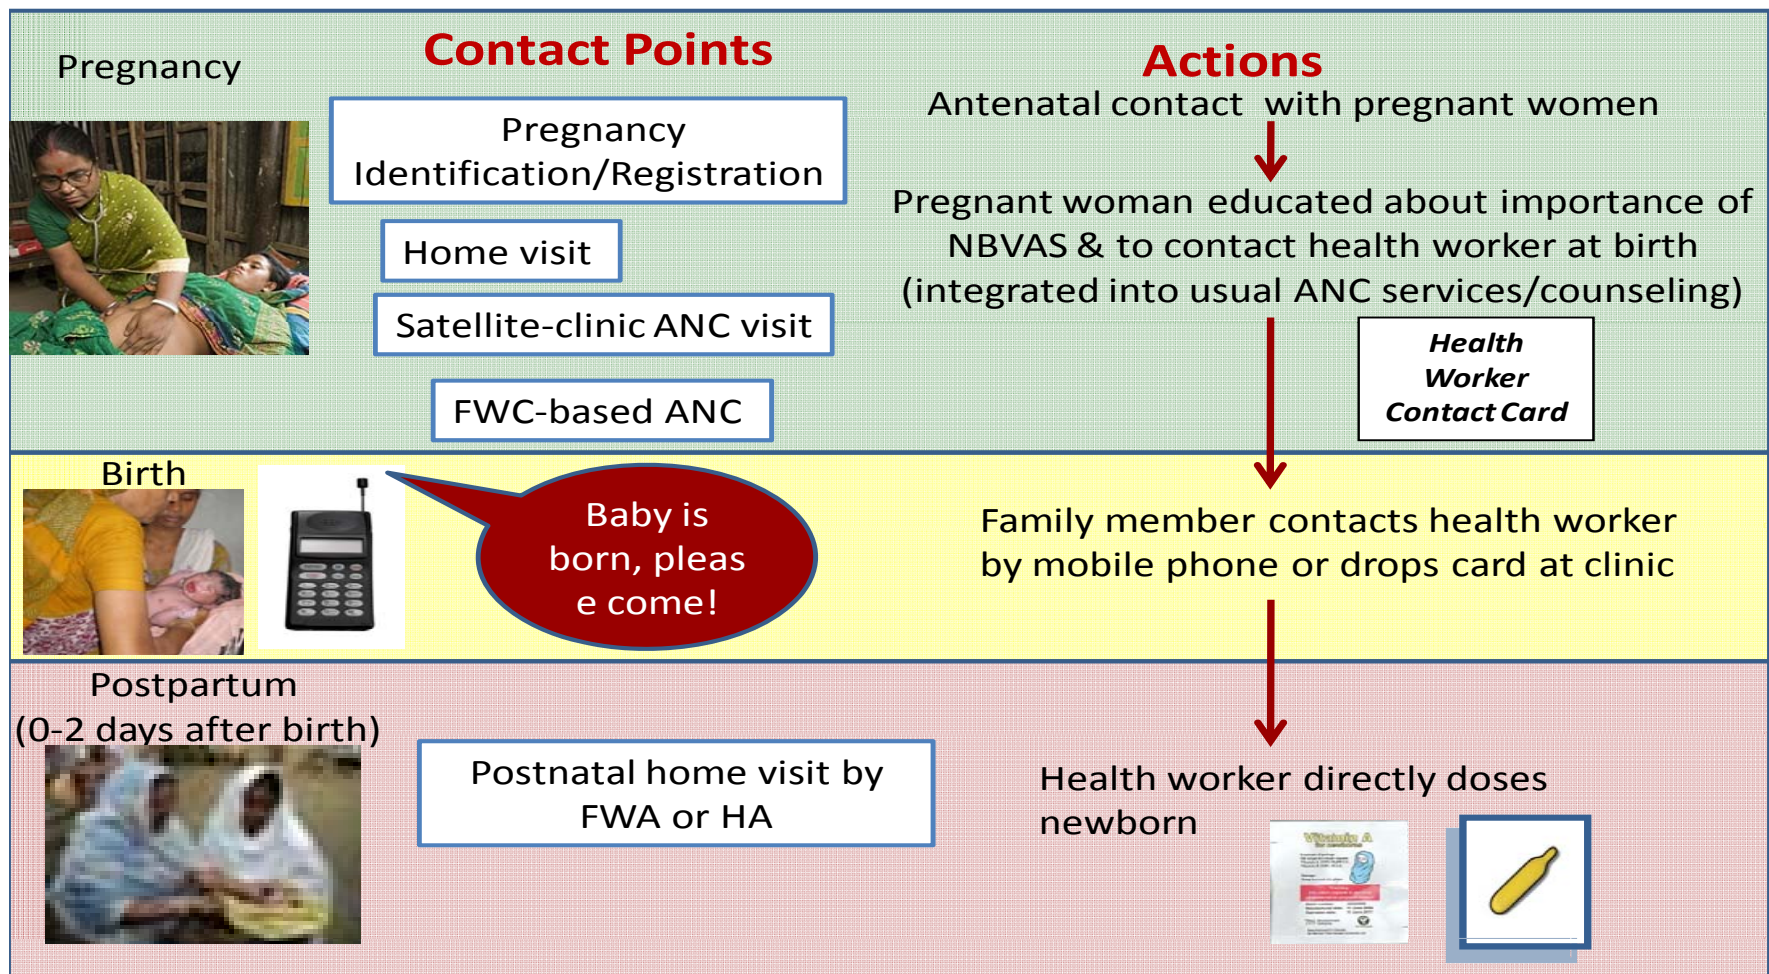 Pregnancy
Contact Points
Actions
Pregnancy
Identification/Registration
Home visit
Satellite-clinic ANC visit
FWC-based ANC
Antenatal contact with pregnant women
Pregnant woman educated about importance of
NBVAS & to contact health worker at birth
(integrated into usual ANC services/counseling)
Health
Worker
Contact Card
Birth
Baby is
born, pleas
e come!
Family member contacts health worker
by mobile phone or drops card at clinic
Postpartum
(0-2 days after birth)
Postnatal home visit by
FWA or HA
Health worker directly doses
newborn
Vitamin A
for newborns